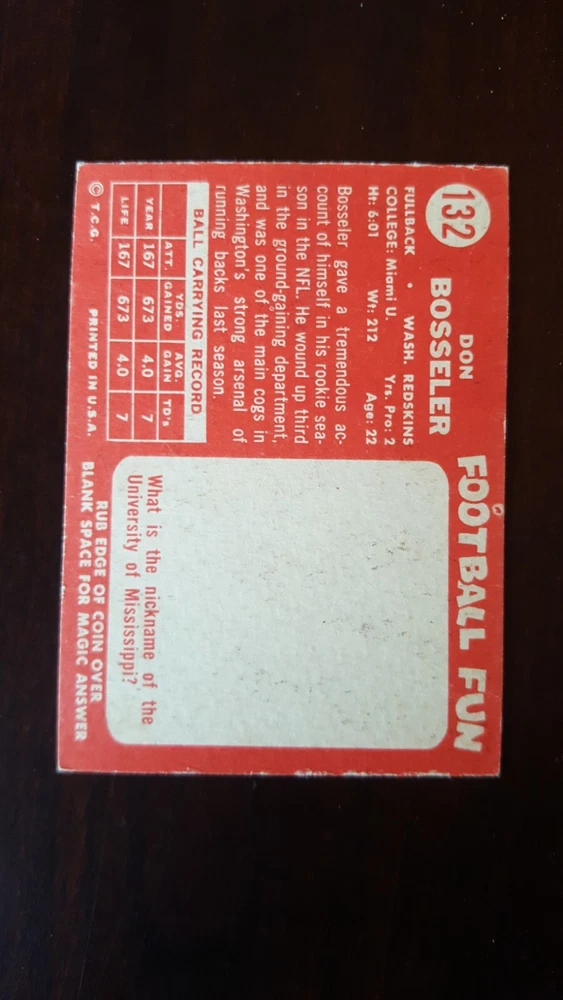 132
DON
BOSSELER
FULLBACK • WASH. REDSKINS
COLLEGE: Miami U. Yrs. Pro: 2
Ht: 6:01 Wt: 212 Age: 22
Bosseler gave a tremendous ac-
count of himself in his rookie sea-
son in the NFL. He wound up third
in the ground-gaining department,
and was one of the main cogs in
Washington's strong arsenal of
running backs last season.
BALL CARRYING RECORD
ATT. YDS. GAINED AVG. GAIN TD's
YEAR 167 673 4.0 7
LIFE 167 673 4.0 7
© T.C.G. PRINTED IN U.S.A.
FOOTBALL FUN
What is the nickname of the
University of Mississippi?
RUB EDGE OF COIN OVER
BLANK SPACE FOR MAGIC ANSWER